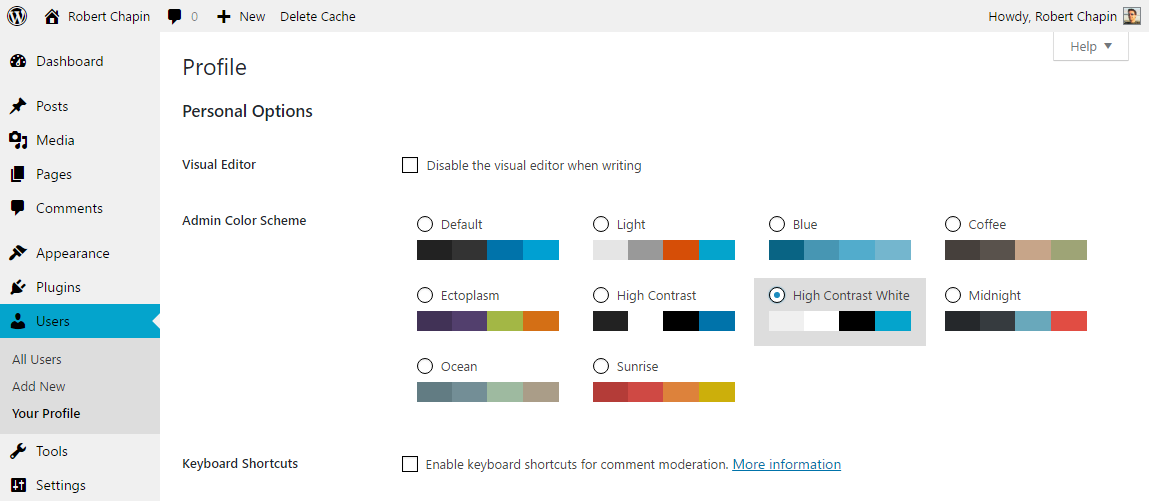 Robert Chapin 0 New Delete Cache Howdy, Robert Chapin
Help
Dashboard
Posts
Media
Pages
Comments
Appearance
Plugins
Users
All Users
Add New
Your Profile
Tools
Settings
Profile
Personal Options
Visual Editor Disable the visual editor when writing
Admin Color Scheme
Default Light Blue Coffee
Ectoplasm High Contrast High Contrast White Midnight
Ocean Sunrise
Keyboard Shortcuts Enable keyboard shortcuts for comment moderation. More information